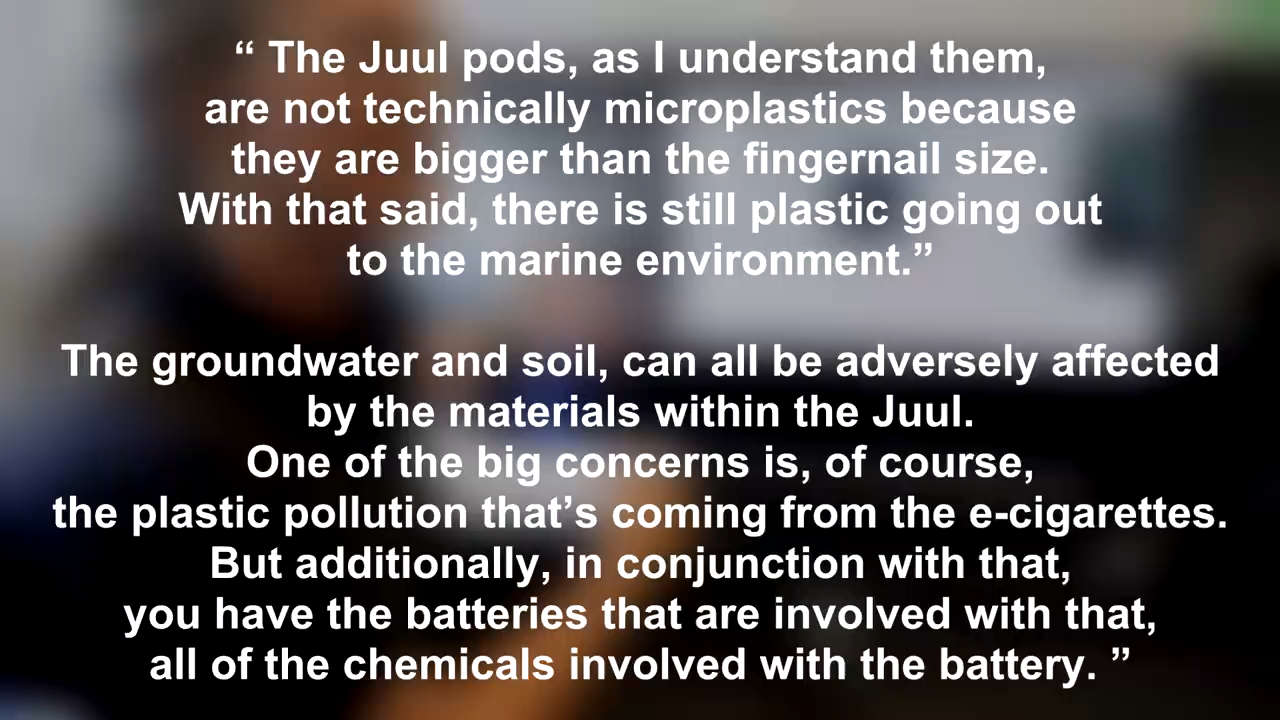 “ The Juul pods, as I understand them,
are not technically microplastics because
they are bigger than the fingernail size.
With that said, there is still plastic going out
to the marine environment.”
The groundwater and soil, can all be adversely affected
by the materials within the Juul.
One of the big concerns is, of course,
the plastic pollution that’s coming from the e-cigarettes.
But additionally, in conjunction with that,
you have the batteries that are involved with that,
all of the chemicals involved with the battery. ”